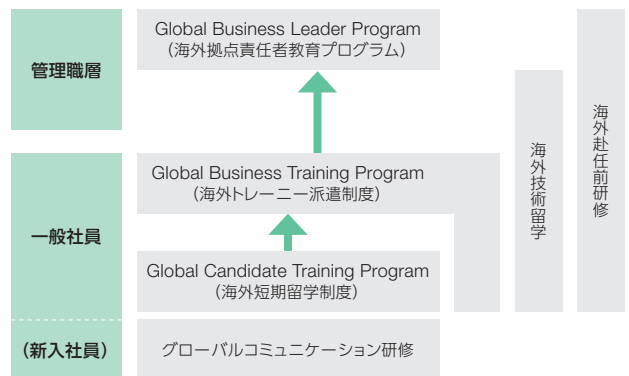 管理職層
Global Business Leader Program
（海外拠点責任者教育プログラム）
一般社員
Global Business Training Program
（海外トレーニー派遣制度）
Global Candidate Training Program
（海外短期留学制度）
（新入社員）
グローバルコミュニケーション研修
海外技術留学
海外赴任前研修